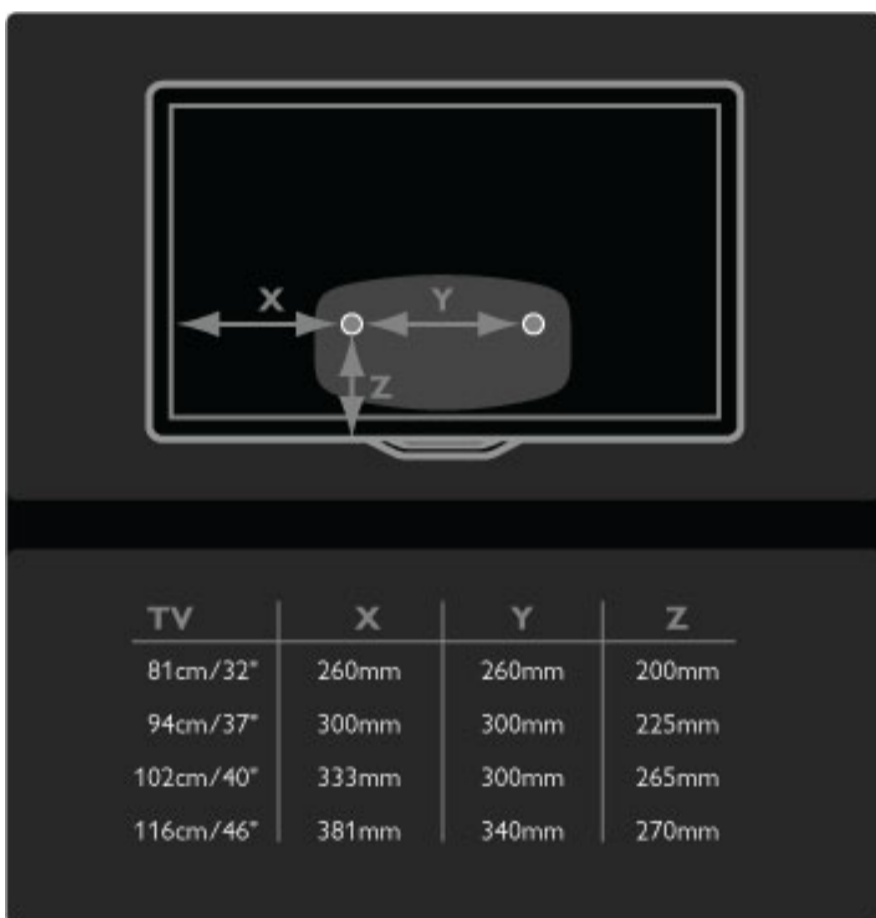 X Y
Z
TV X Y Z
81cm/32" 260mm 260mm 200mm
94cm/37" 300mm 300mm 225mm
102cm/40" 333mm 300mm 265mm
116cm/46" 381mm 340mm 270mm